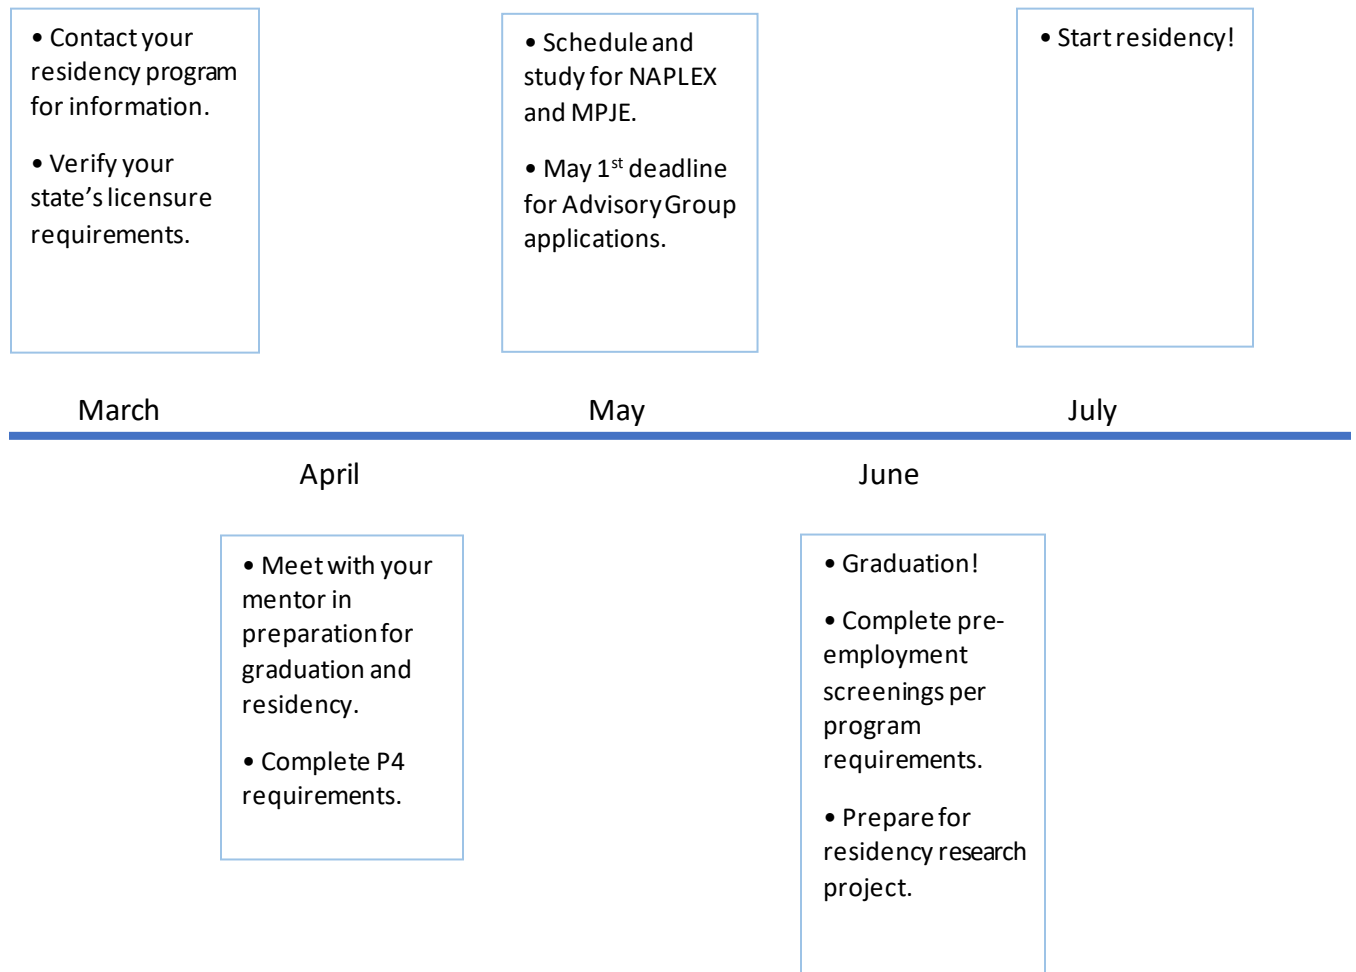 • Contact your
residency program
for information.
• Verify your
state’s licensure
requirements.
• Schedule and
study for NAPLEX
and MPJE.
• May 1st deadline
for Advisory Group
applications.
• Start residency!
March
May
July
April
June
• Meet with your
mentor in
preparation for
graduation and
residency.
• Complete P4
requirements.
• Graduation!
• Complete pre-
employment
screenings per
program
requirements.
• Prepare for
residency research
project.